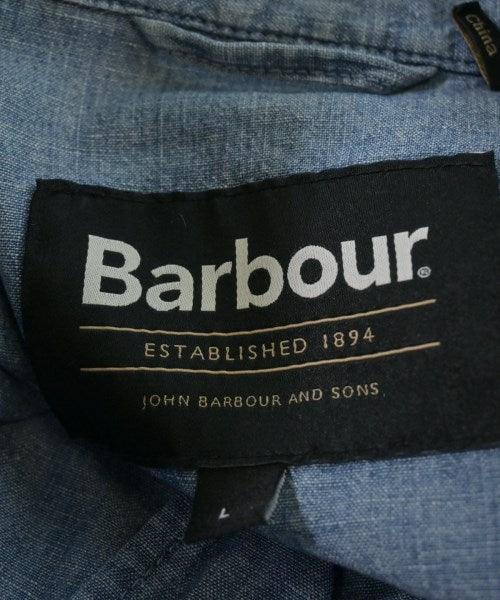 China
Barbour®
ESTABLISHED 1894
JOHN BARBOUR AND SONS
L